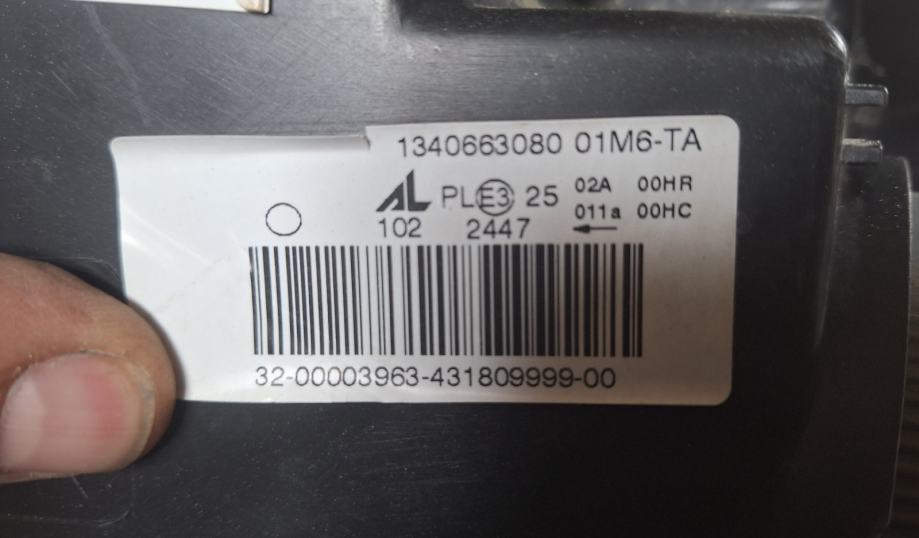 1340663080 01M6-TA
AL PL E3 25 02A 00HR
011a 00HC
102 2447 ←
32-00003963-431809999-00